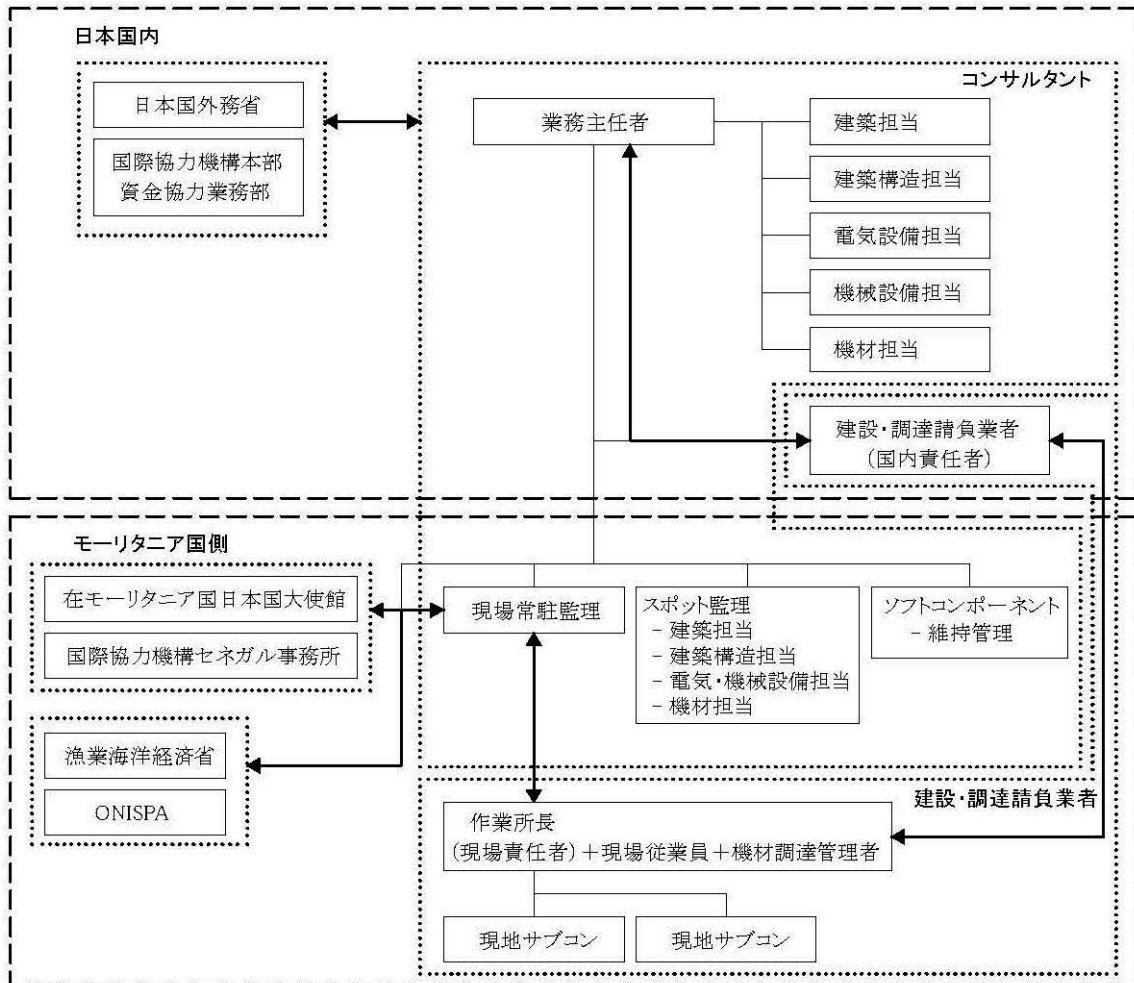 日本国内
日本国外務省
国際協力機構本部
資金協力業務部
コンサルタント
業務主任者
建築担当
建築構造担当
電気設備担当
機械設備担当
機材担当
建設・調達請負業者
(国内責任者)
モーリタニア国側
在モーリタニア国日本国大使館
国際協力機構セネガル事務所
漁業海洋経済省
ONISPA
現場常駐監理
スポット監理
- 建築担当
- 建築構造担当
- 電気・機械設備担当
- 機材担当
ソフトコンポーネント
- 維持管理
建設・調達請負業者
作業所長
(現場責任者)+現場従業員+機材調達管理者
現地サブコン
現地サブコン